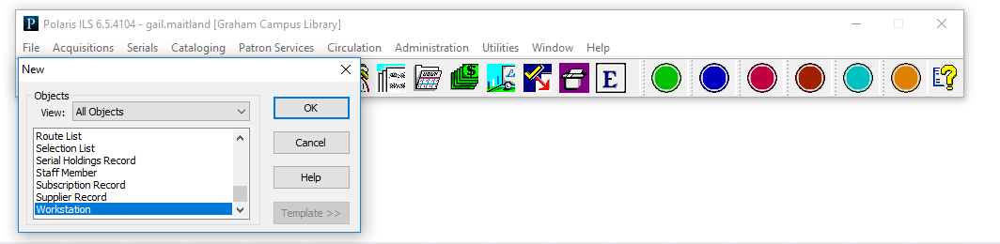 P Polaris ILS 6.5.4104 - gail.maitland [Graham Campus Library]
File Acquisitions Serials Cataloging Patron Services Circulation Administration Utilities Window Help
New
Objects
View: All Objects
OK
Route List
Selection List
Serial Holdings Record
Cancel
Staff Member
Subscription Record
Help
Supplier Record
Workstation
Template >>
$
E
?